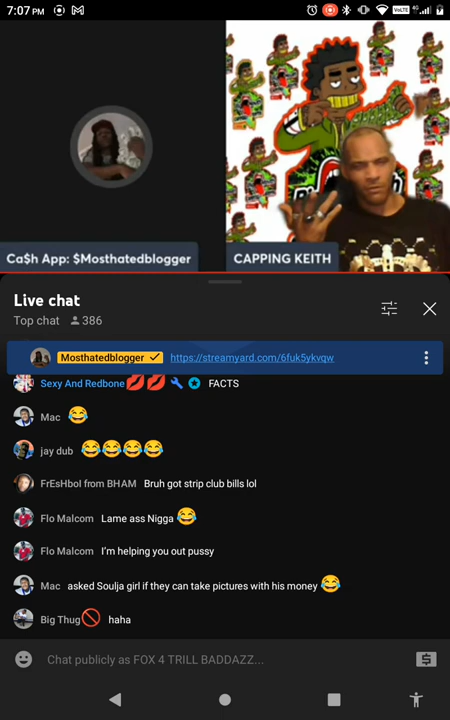 7:07 PM
VoLTE 4G
Ca$h App: $Mosthatedblogger
CAPPING KEITH
Live chat
Top chat 386
Mosthatedblogger https://streamyard.com/6fuk5ykvqw
Sexy And Redbone FACTS
Mac 😂
jay dub 😂😂😂😂
FrEsHboI from BHAM Bruh got strip club bills lol
Flo Malcom Lame ass Nigga 😂
Flo Malcom I'm helping you out pussy
Mac asked Soulja girl if they can take pictures with his money 😂
Big Thug🚫 haha
Chat publicly as FOX 4 TRILL BADDAZZ...